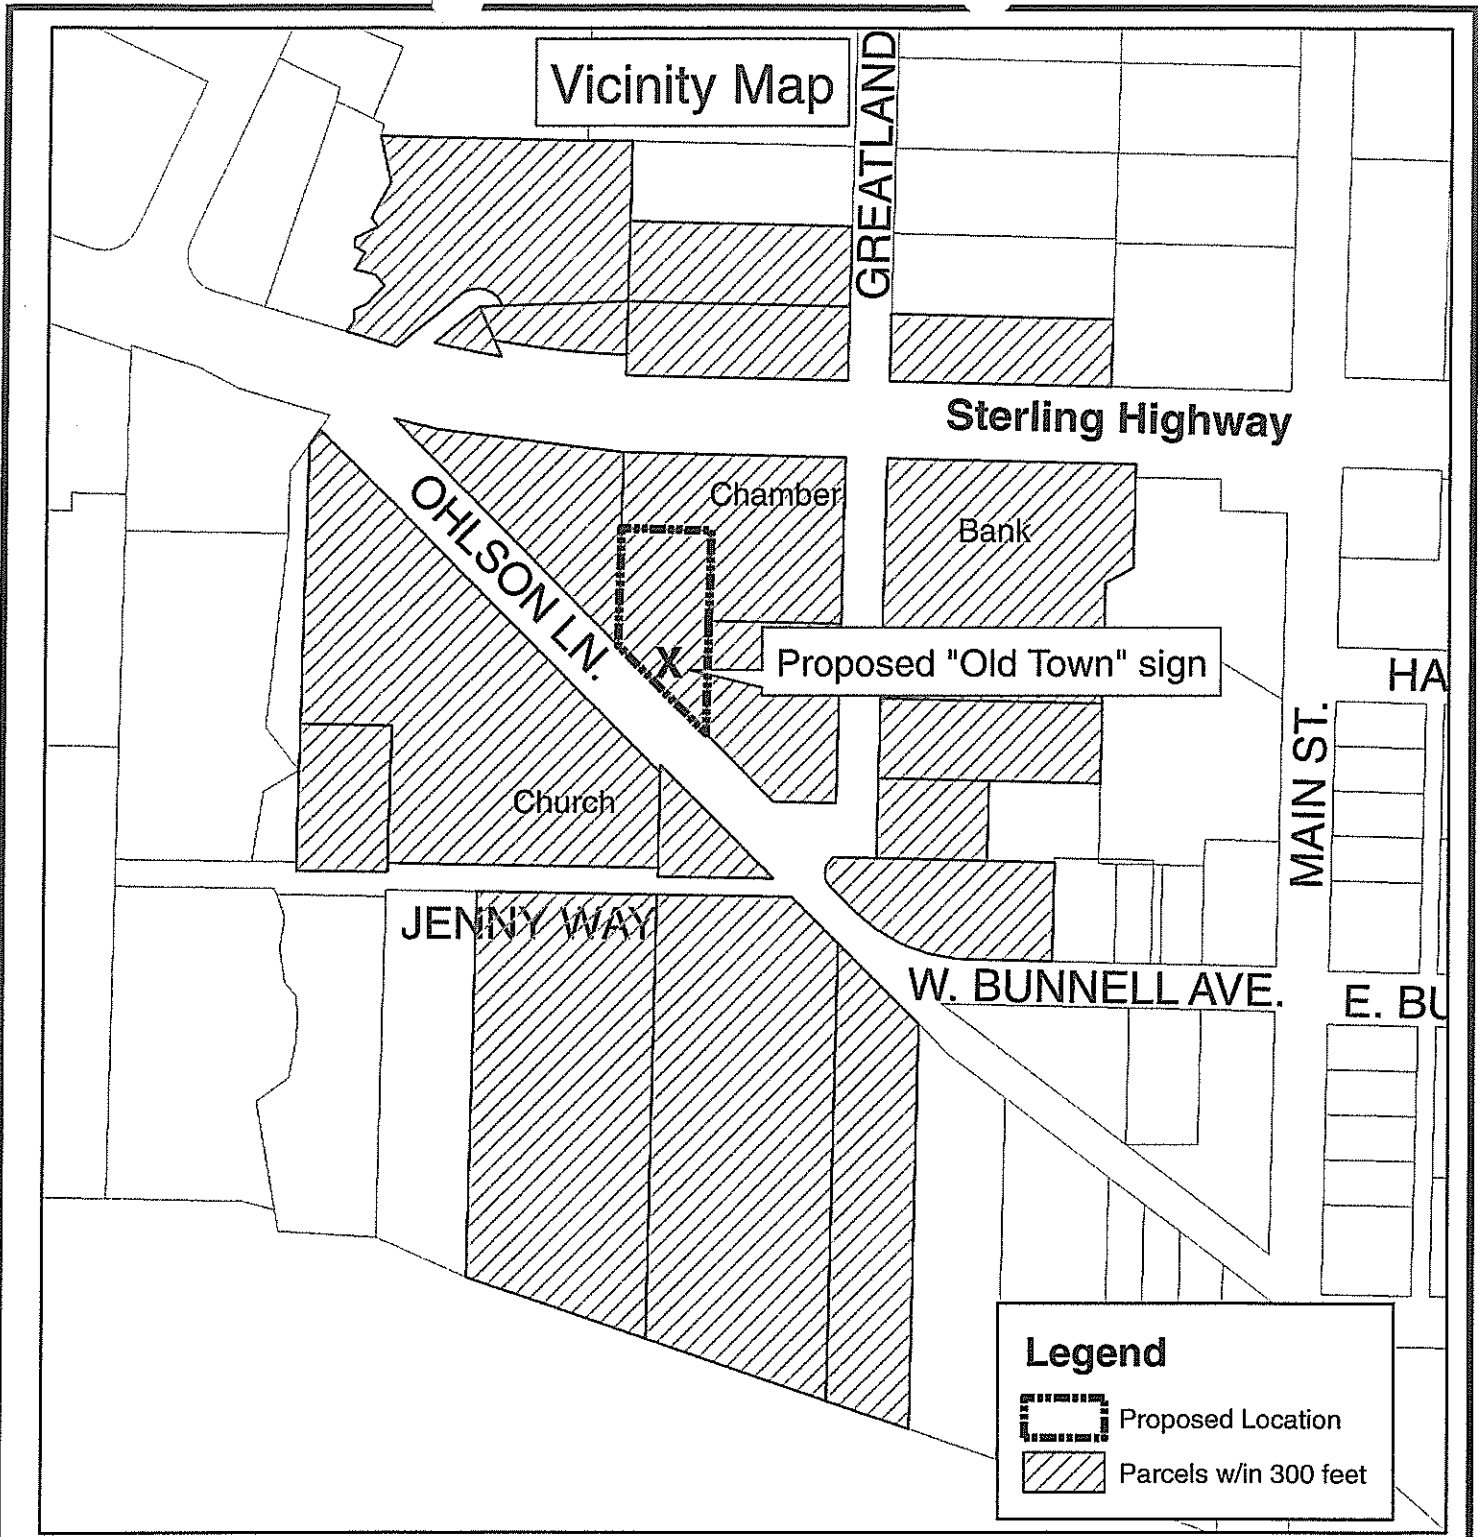 Vicinity Map
GREATLAND
Sterling Highway
Chamber
Bank
OHLSON LN.
X
Proposed "Old Town" sign
HA
MAIN ST.
Church
JENNY WAY
W. BUNNELL AVE.
E. BU
Legend
Proposed Location
Parcels w/in 300 feet